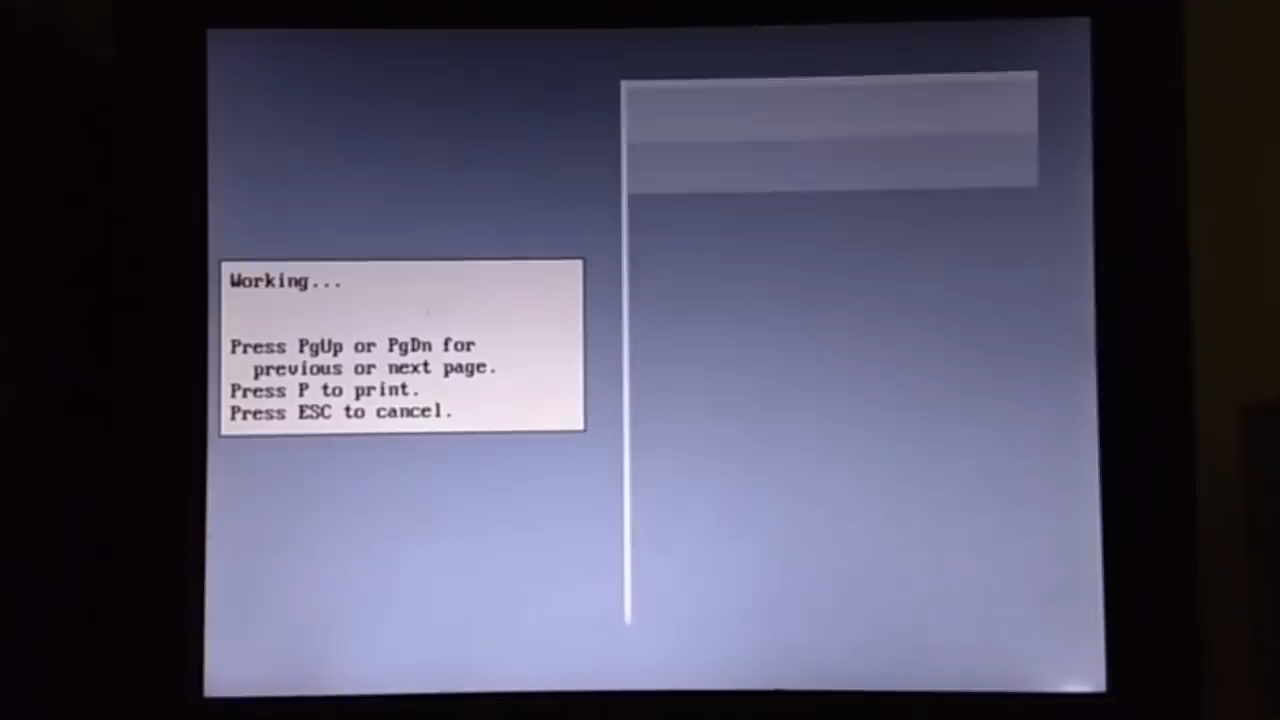 Working...
Press PgUp or PgDn for
previous or next page.
Press P to print.
Press ESC to cancel.